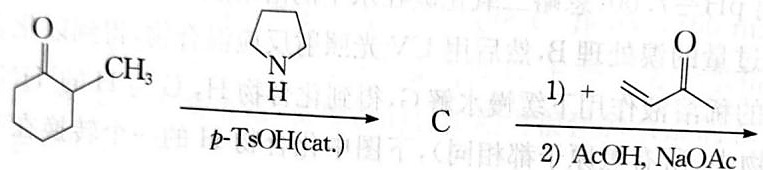 O
CH₃
N
H
p-TsOH(cat.)
C
1) +
O
2) AcOH, NaOAc